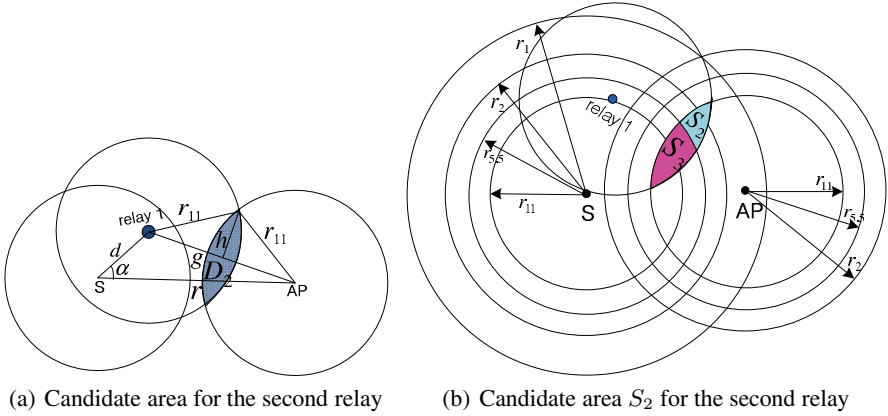 relay 1
r11
r11
d
α
g
h
D2
r
S
AP
r1
r2
r5.5
r11
relay 1
S2
S3
S
AP
r11
r5.5
r2
(a) Candidate area for the second relay
(b) Candidate area S2 for the second relay